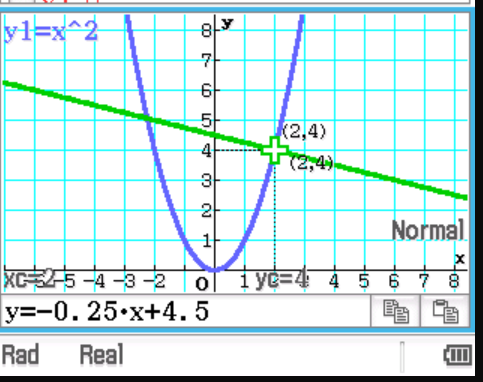 y1=x^2
y
8
7
6
5
(2,4)
4
(2,4)
3
2
1
Normal
x
xc=2 -5 -4 -3 -2 0 1 yc=4 4 5 6 7 8
y=-0.25·x+4.5
Rad Real